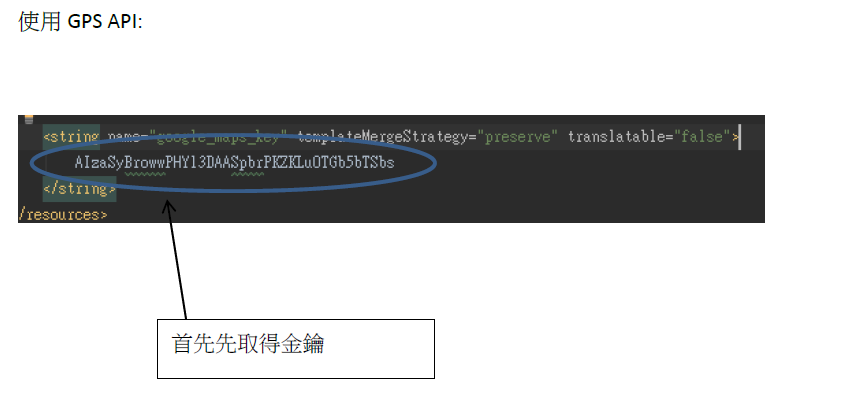 使用 GPS API:
<string name="google_maps_key" templateMergeStrategy="preserve" translatable="false">
AIzaSyBrowwPHYl3DAASpbrPKZKLuOTGb5bTSbs
</string>
/resources>
首先先取得金鑰